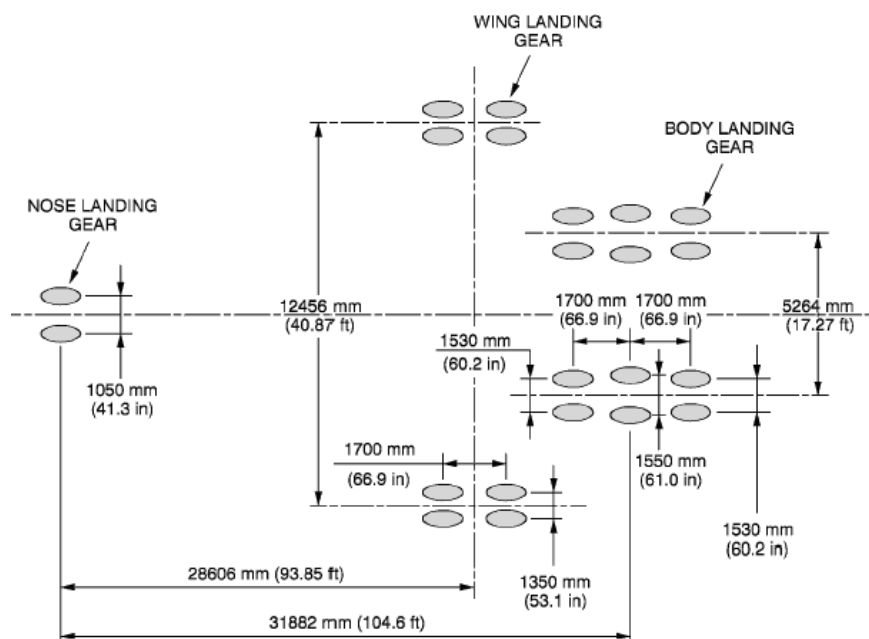 WING LANDING
GEAR
BODY LANDING
GEAR
NOSE LANDING
GEAR
12456 mm
(40.87 ft)
1700 mm
(66.9 in)
1700 mm
(66.9 in)
5264 mm
(17.27 ft)
1530 mm
(60.2 in)
1050 mm
(41.3 in)
1700 mm
(66.9 in)
1550 mm
(61.0 in)
1530 mm
(60.2 in)
28606 mm (93.85 ft)
1350 mm
(53.1 in)
31882 mm (104.6 ft)